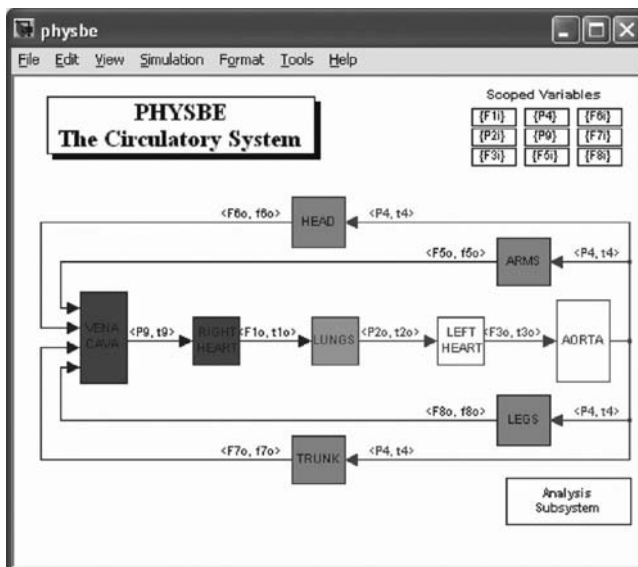 physbe
File Edit View Simulation Format Tools Help
PHYSBE
The Circulatory System
Scoped Variables
{F1i} {P4} {F6i}
{P2i} {P9} {F7i}
{F3i} {F5i} {F8i}
<F6o, f6o> HEAD <P4, t4>
<F5o, f5o> ARMS <P4, t4>
VENA CAVA
<P9, t9>
RIGHT HEART
<F1o, t1o>
LUNGS
<P2o, t2o>
LEFT HEART
<F3o, t3o>
AORTA
<F8o, f8o> LEGS <P4, t4>
<F7o, f7o> TRUNK <P4, t4>
Analysis
Subsystem